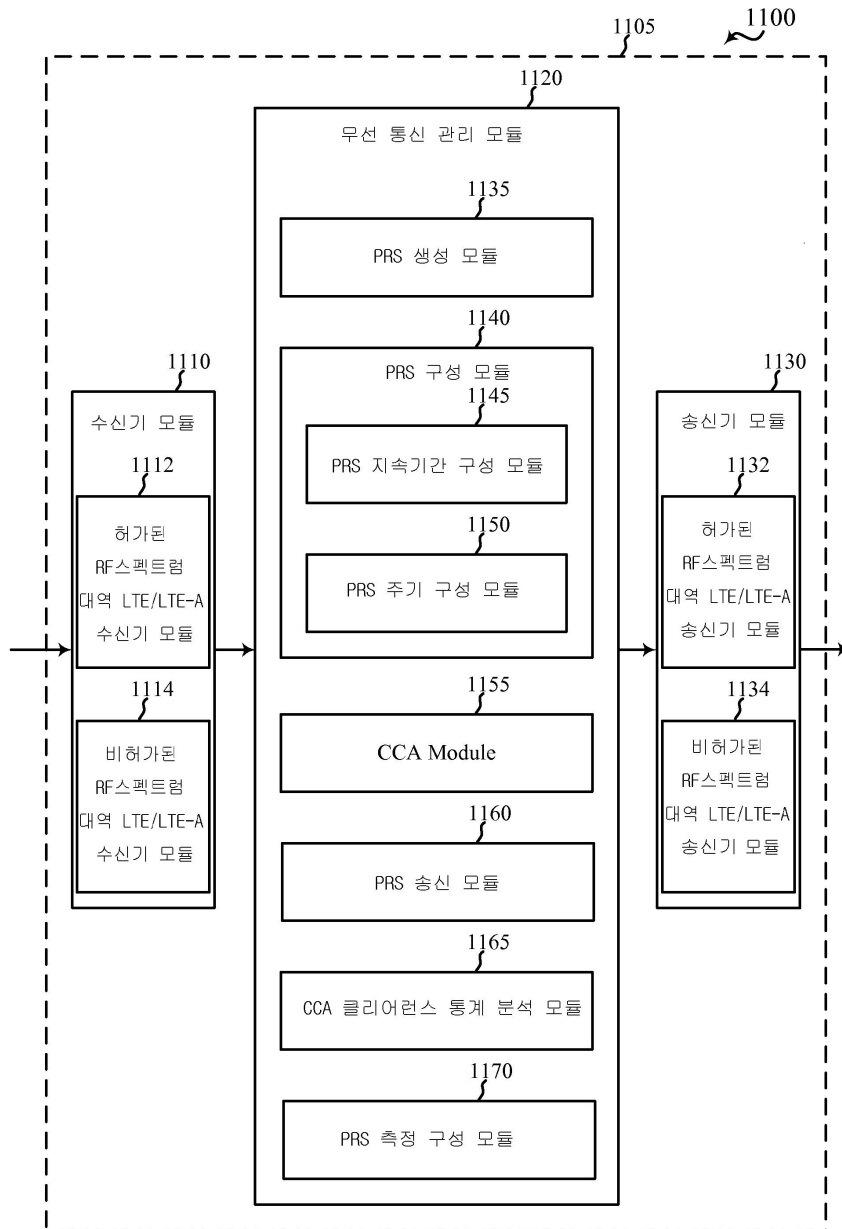 1100
1105
1120
무선 통신 관리 모듈
1135
PRS 생성 모듈
1140
PRS 구성 모듈
1145
PRS 지속기간 구성 모듈
1150
PRS 주기 구성 모듈
1155
CCA Module
1160
PRS 송신 모듈
1165
CCA 클리어런스 통계 분석 모듈
1170
PRS 측정 구성 모듈
1110
수신기 모듈
1112
허가된
RF스펙트럼
대역 LTE/LTE-A
수신기 모듈
1114
비허가된
RF스펙트럼
대역 LTE/LTE-A
수신기 모듈
1130
송신기 모듈
1132
허가된
RF스펙트럼
대역 LTE/LTE-A
송신기 모듈
1134
비허가된
RF스펙트럼
대역 LTE/LTE-A
송신기 모듈